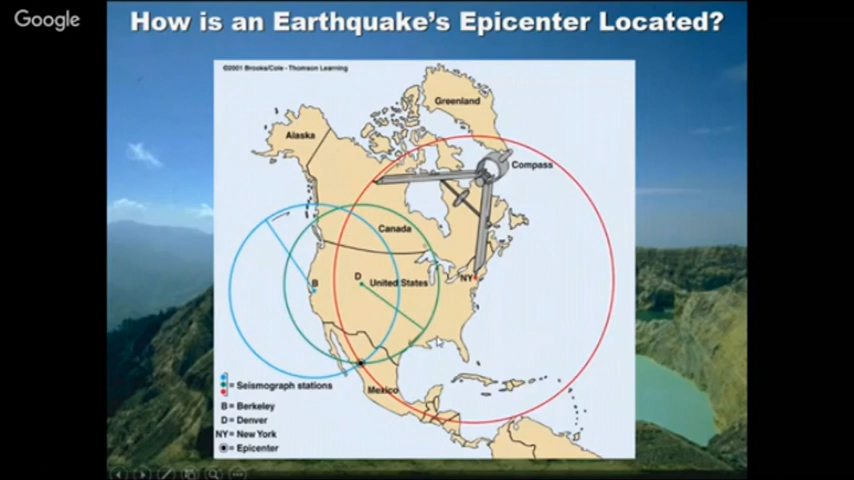 Google
How is an Earthquake's Epicenter Located?
©2001 Brooks/Cole - Thomson Learning
Greenland
Alaska
Compass
Canada
B
D
United States
NY
= Seismograph stations
Mexico
B = Berkeley
D = Denver
NY = New York
= Epicenter